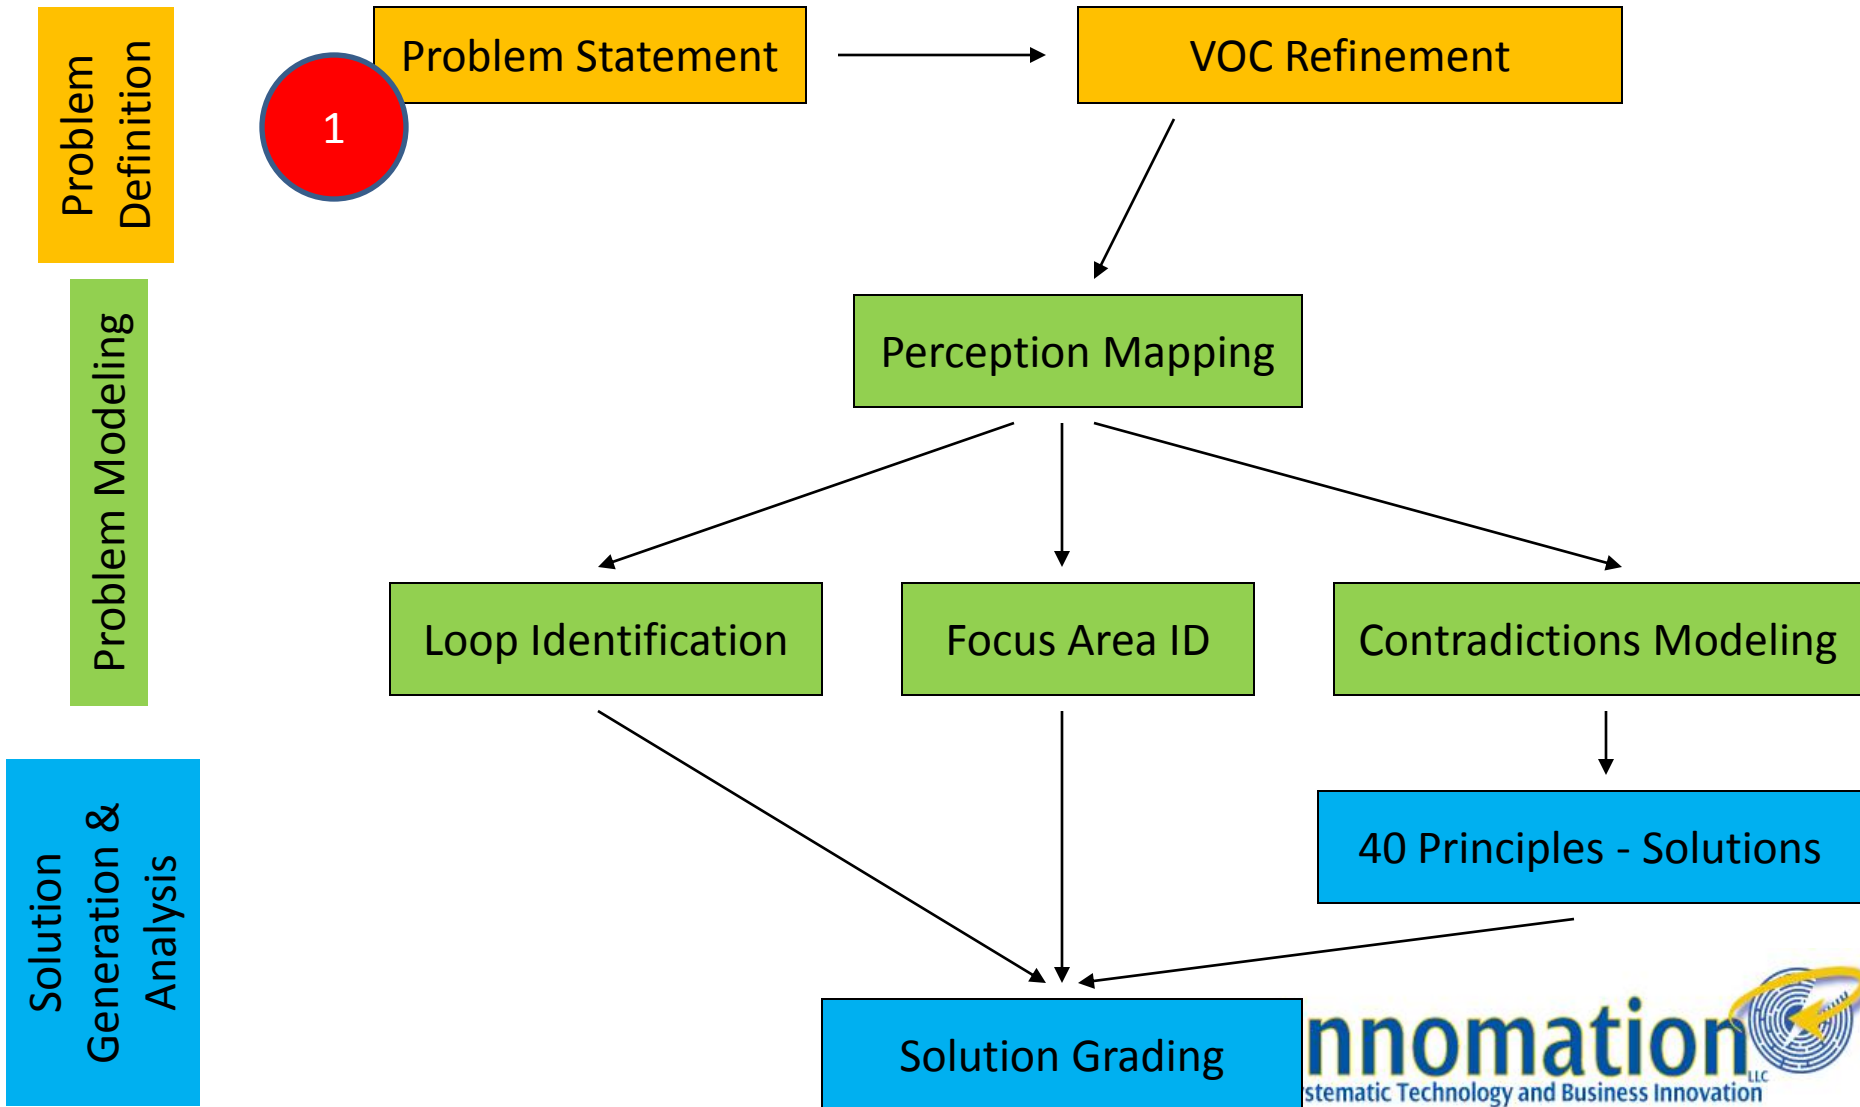 Problem
Definition
Problem Statement
VOC Refinement
1
Problem Modeling
Perception Mapping
Loop Identification
Focus Area ID
Contradictions Modeling
Solution
Generation &
Analysis
40 Principles - Solutions
Solution Grading
nnomation
LLC
stematic Technology and Business Innovation